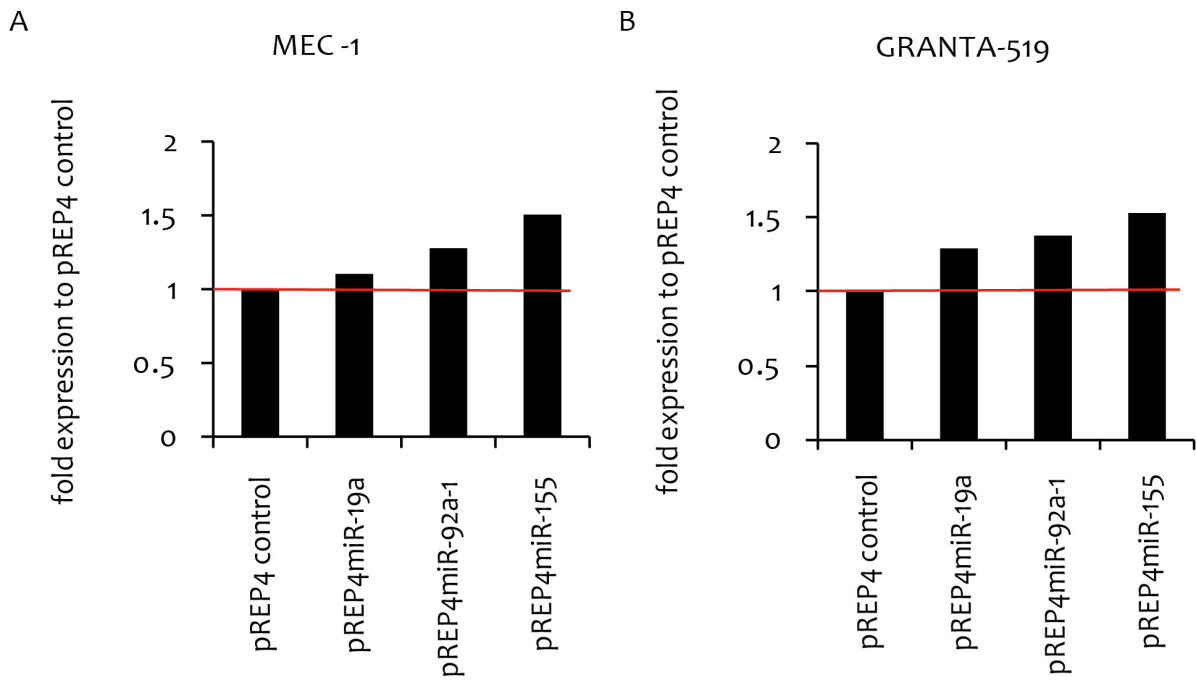 A
MEC -1
fold expression to pREP4 control
2
1.5
1
0.5
0
pREP4 control
pREP4miR-19a
pREP4miR-92a-1
pREP4miR-155
B
GRANTA-519
fold expression to pREP4 control
2
1.5
1
0.5
0
pREP4 control
pREP4miR-19a
pREP4miR-92a-1
pREP4miR-155